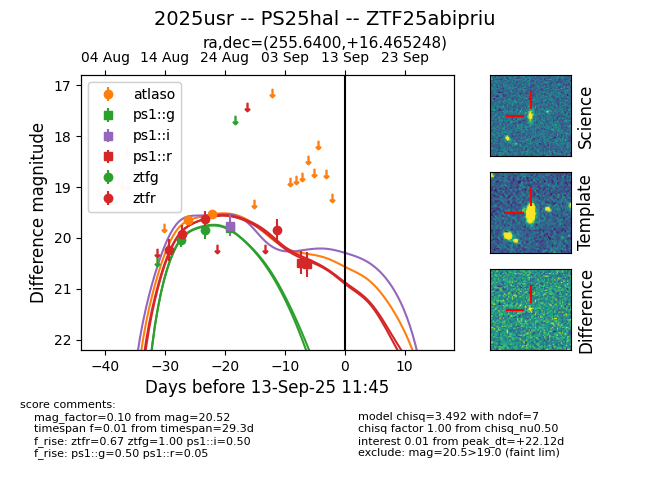 2025usr -- PS25hal -- ZTF25abipriu
ra,dec=(255.6400,+16.465248)
04 Aug 14 Aug 24 Aug 03 Sep 13 Sep 23 Sep
17
18
19
20
21
22
Difference magnitude
atlaso
ps1::g
ps1::i
ps1::r
ztfg
ztfr
−40 −30 −20 −10 0 10
Days before 13-Sep-25 11:45
Science
Template
Difference
score comments:
mag_factor=0.10 from mag=20.52
timespan f=0.01 from timespan=29.3d
f_rise: ztfr=0.67 ztfg=1.00 ps1::i=0.50
f_rise: ps1::g=0.50 ps1::r=0.05
model chisq=3.492 with ndof=7
chisq factor 1.00 from chisq_nu0.50
interest 0.01 from peak_dt=+22.12d
exclude: mag=20.5>19.0 (faint lim)